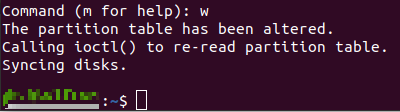 Command (m for help): w
The partition table has been altered.
Calling ioctl() to re-read partition table.
Syncing disks.
:~$